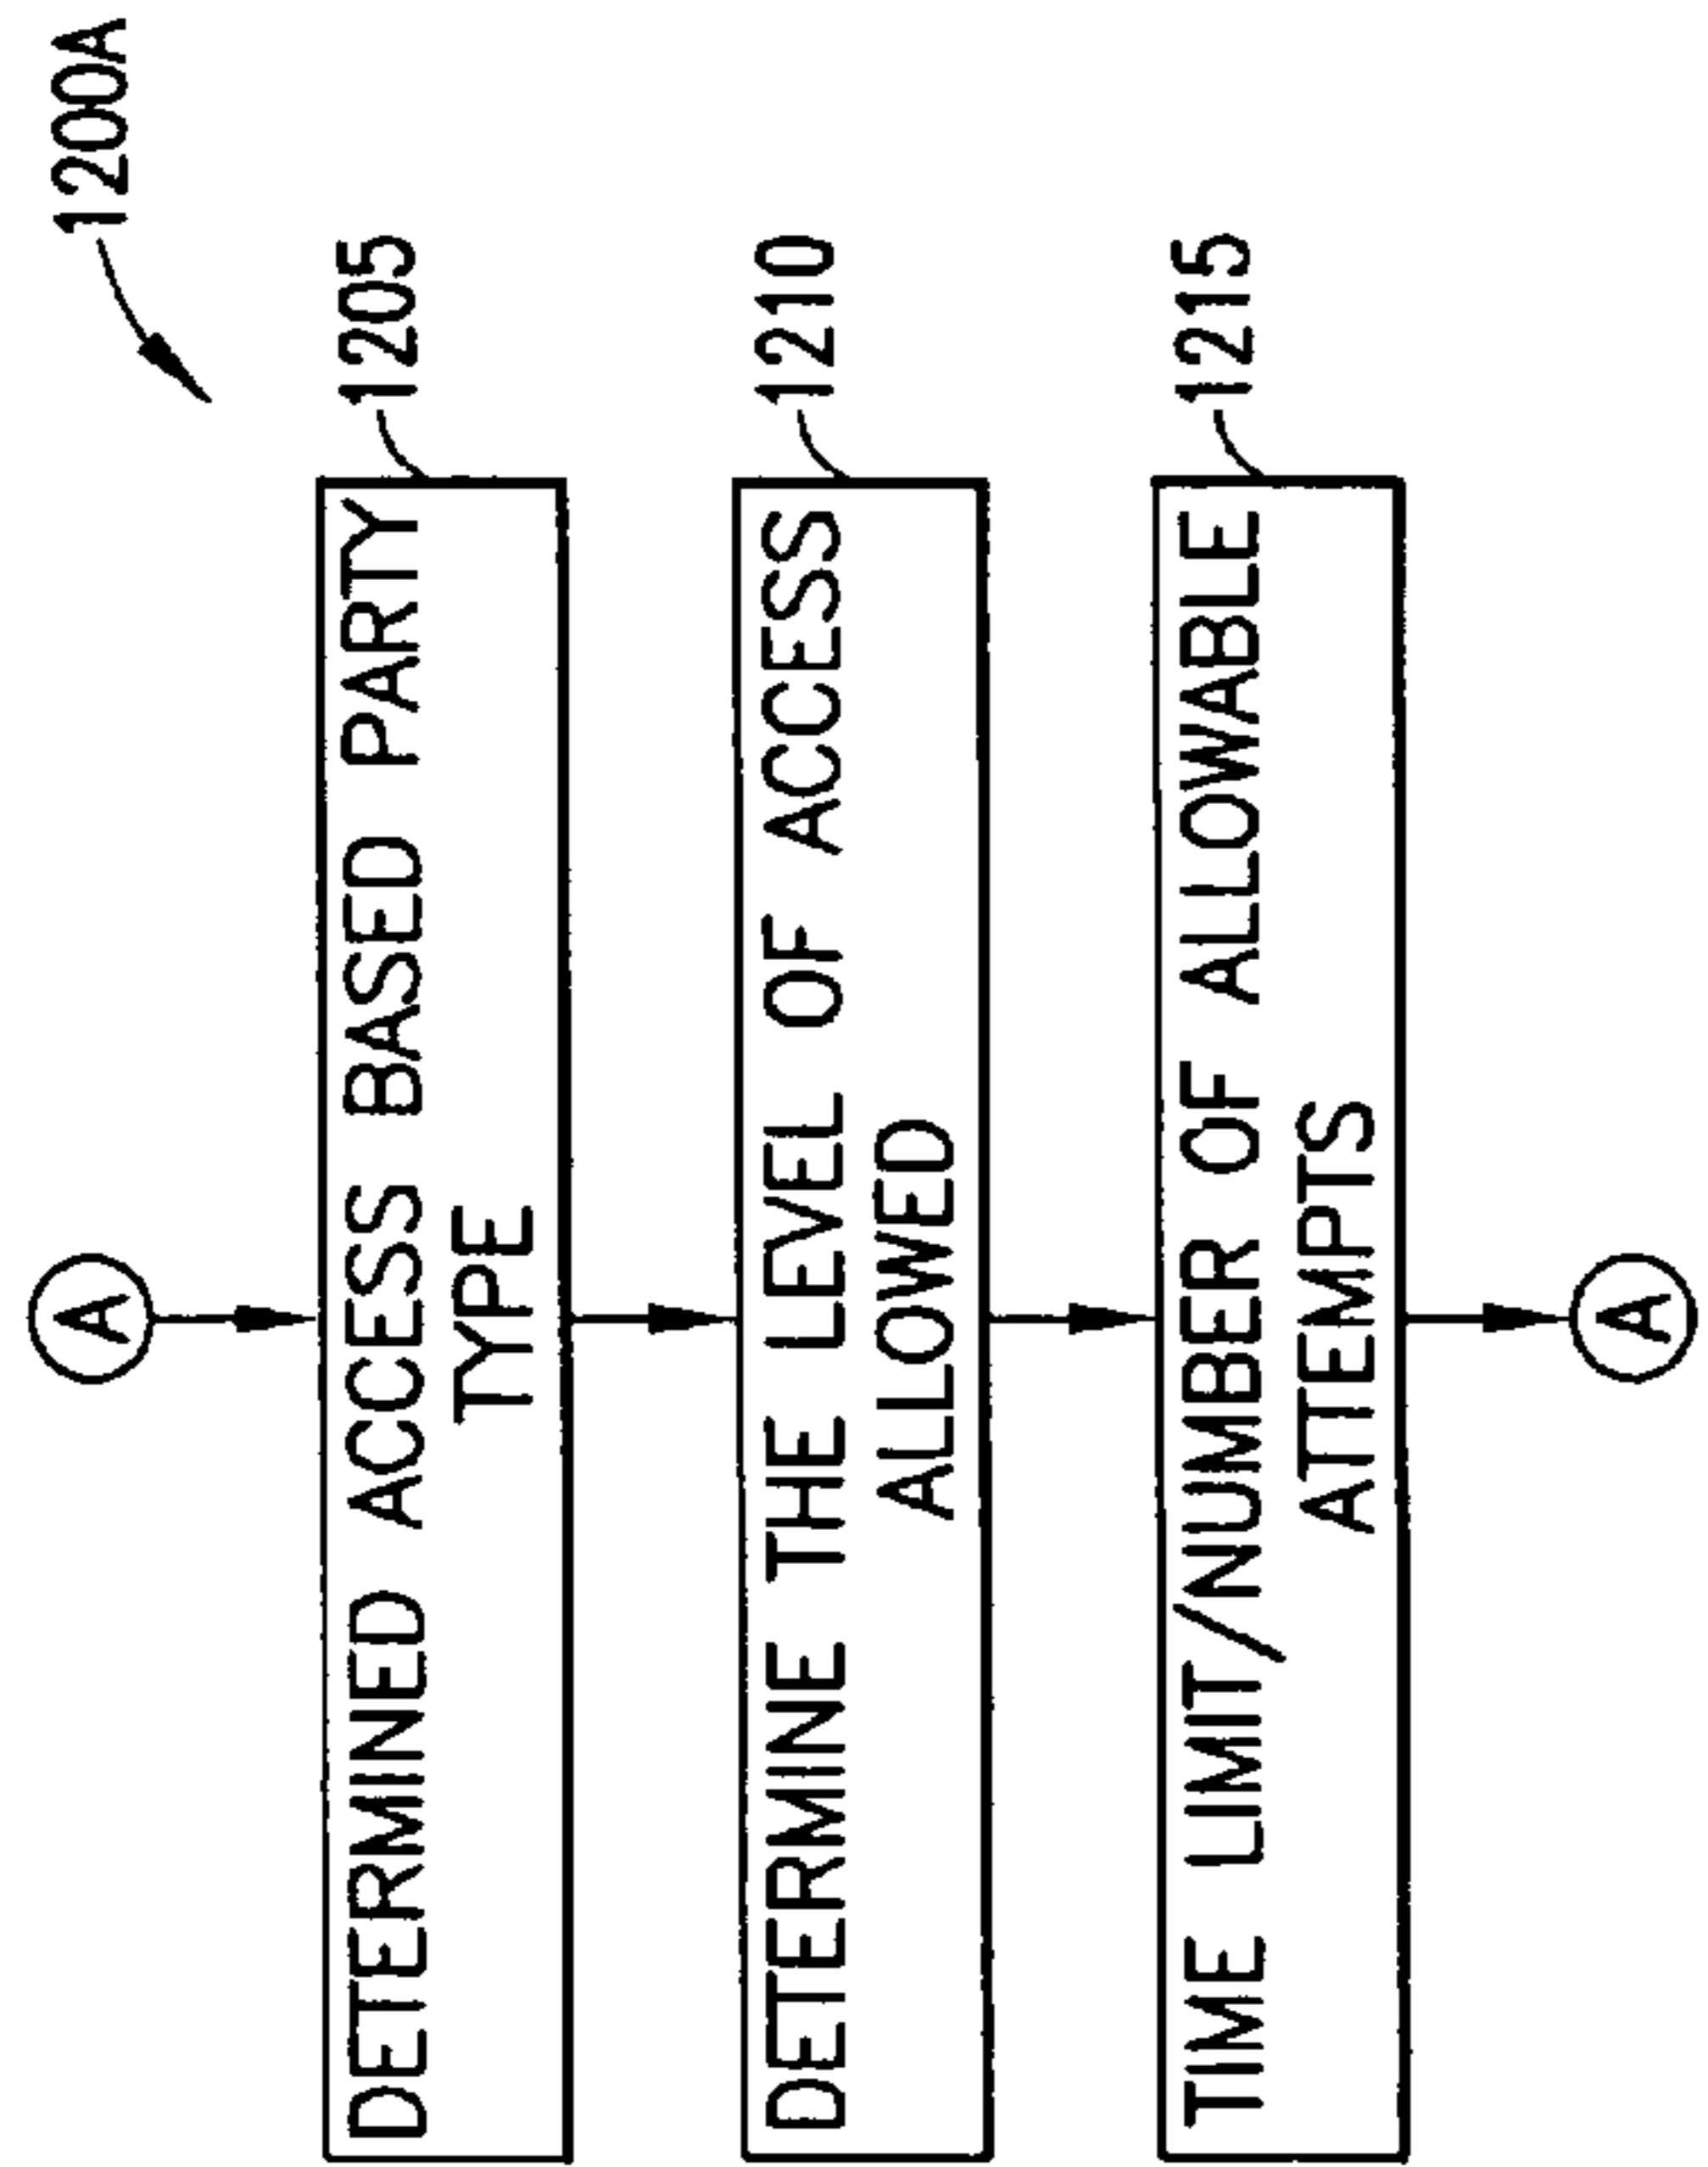 1200A
A
DETERMINED ACCESS BASED PARTY
TYPE
1205
DETERMINE THE LEVEL OF ACCESS
ALLOWED
1210
TIME LIMIT/NUMBER OF ALLOWABLE
ATTEMPTS
1215
A